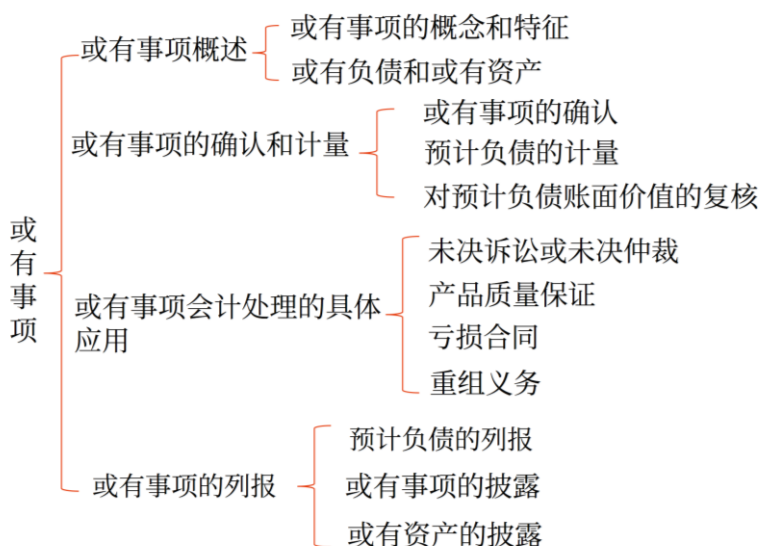 或有事项
或有事项概述
或有事项的概念和特征
或有负债和或有资产
或有事项的确认和计量
或有事项的确认
预计负债的计量
对预计负债账面价值的复核
或有事项会计处理的具体
应用
未决诉讼或未决仲裁
产品质量保证
亏损合同
重组义务
或有事项的列报
预计负债的列报
或有事项的披露
或有资产的披露